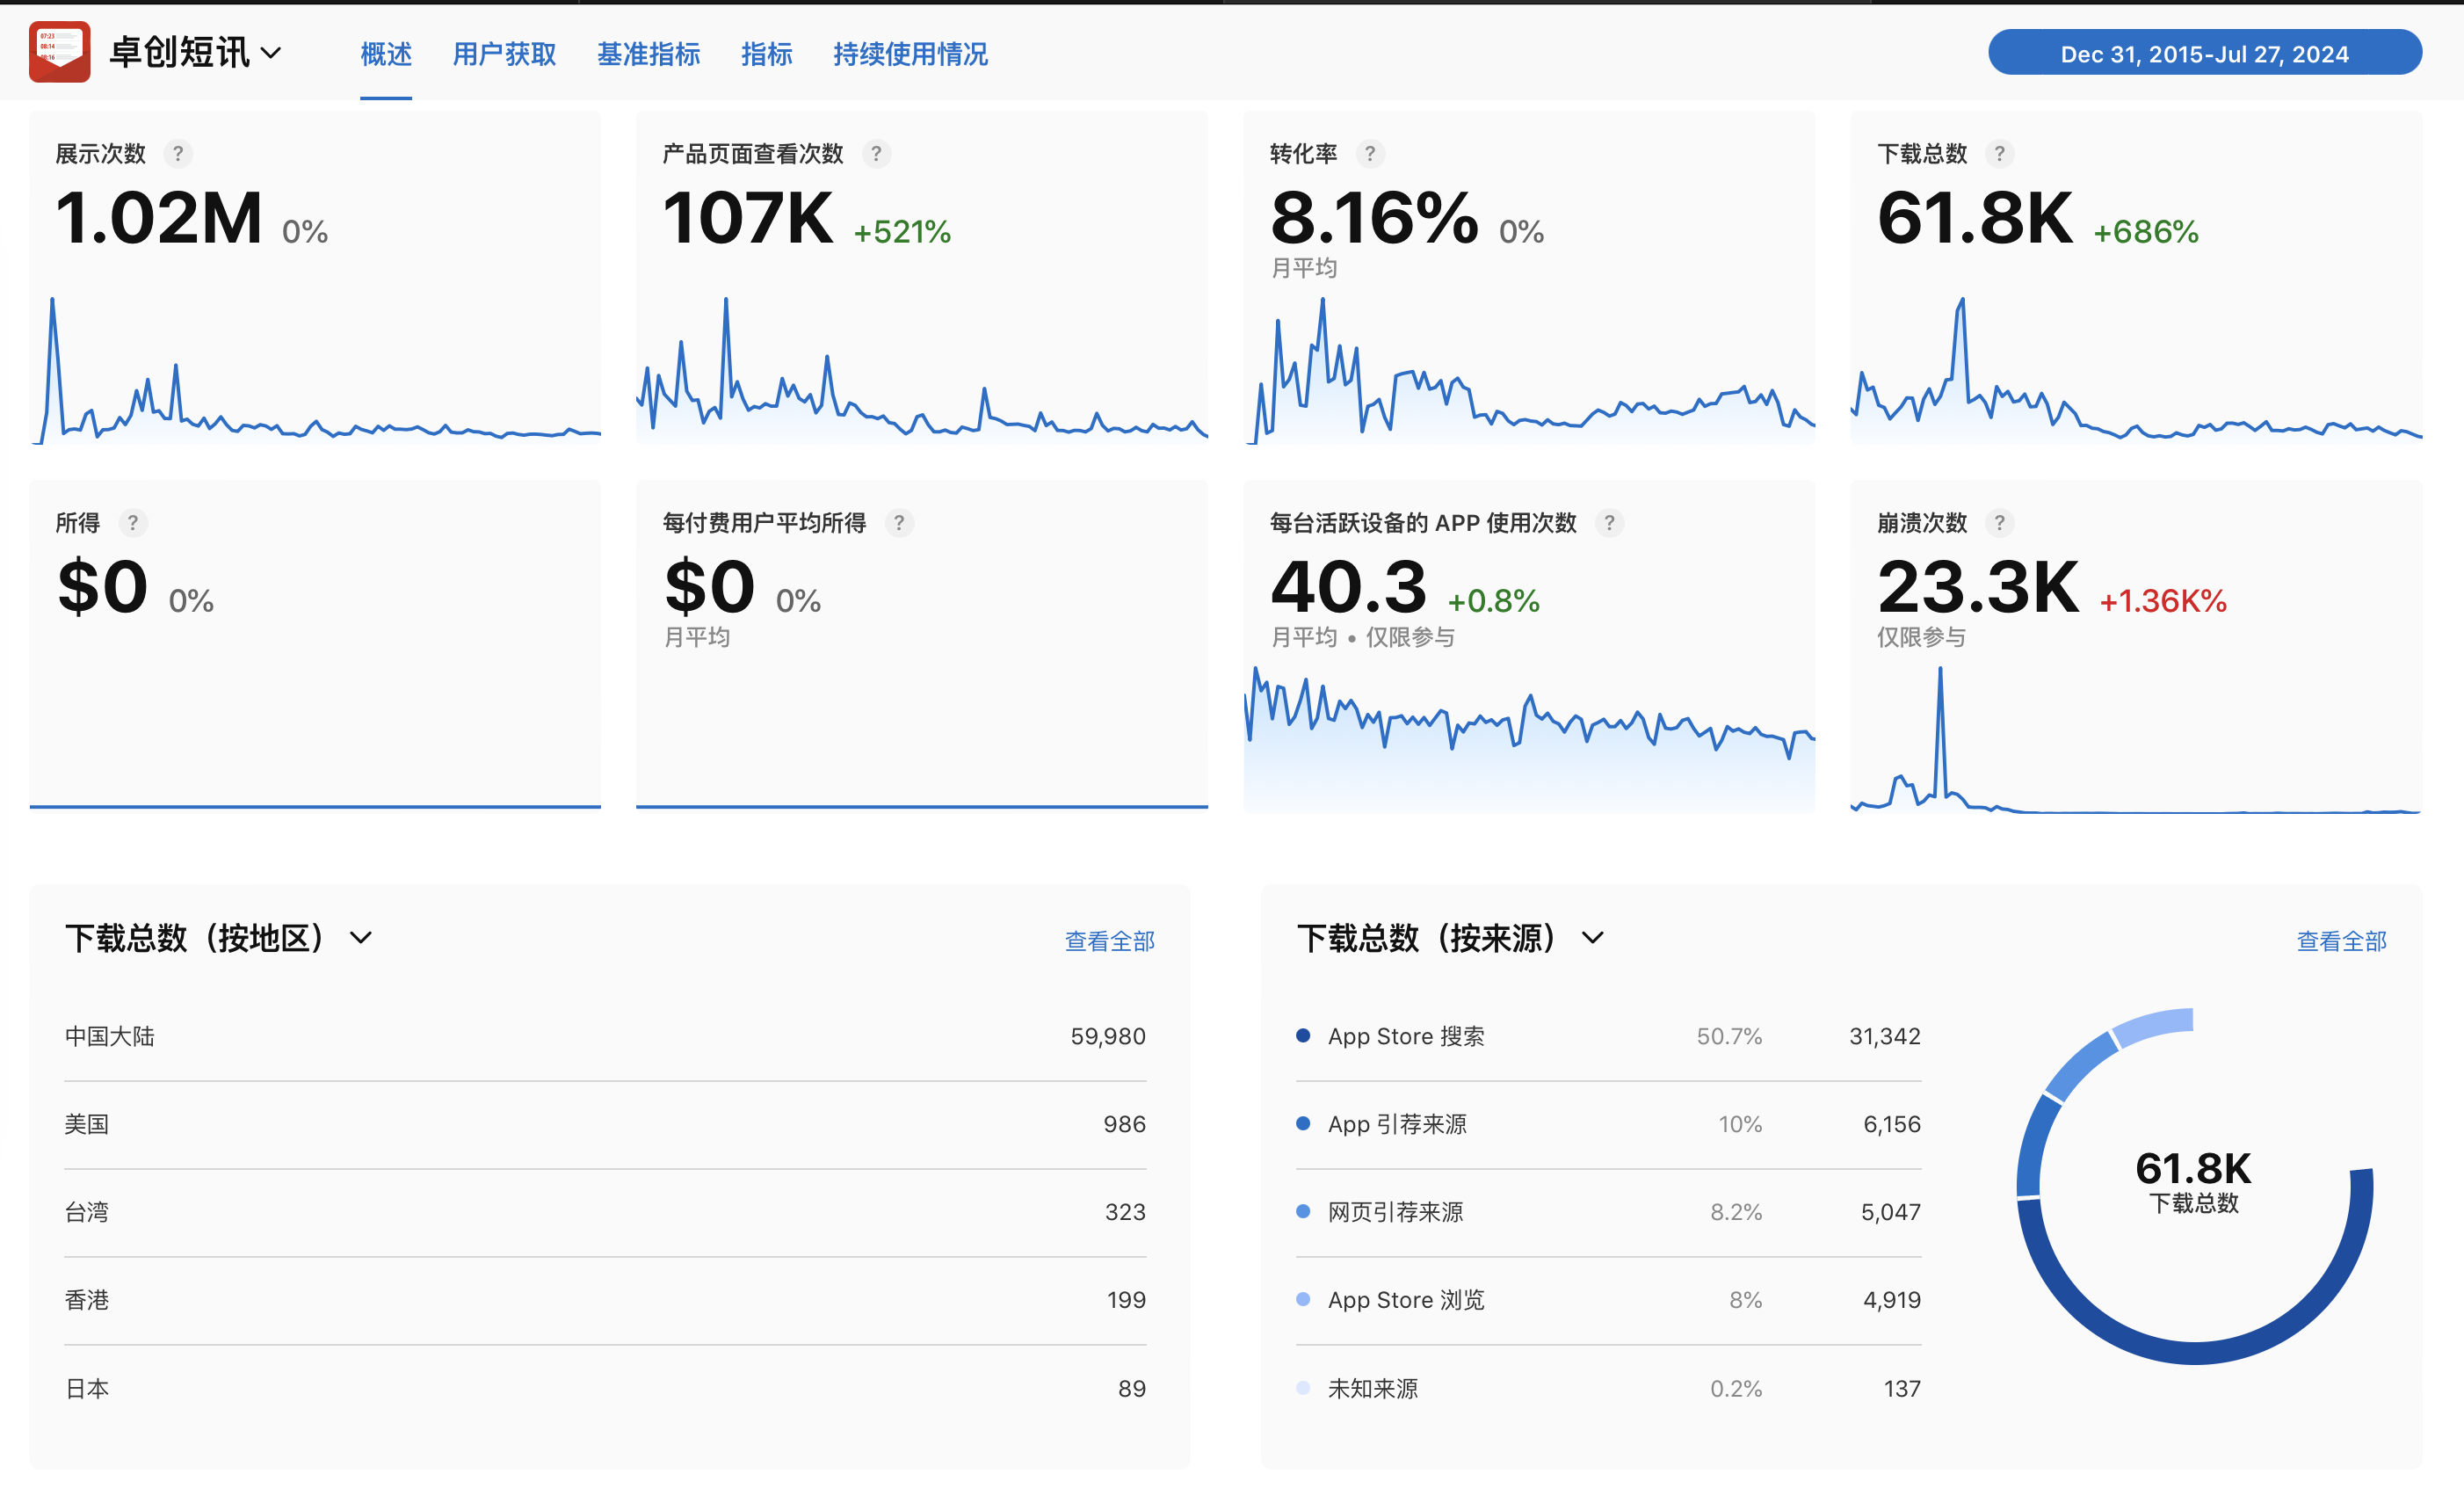 07:23
08:14
卓创短讯
概述 用户获取 基准指标 指标 持续使用情况
Dec 31, 2015-Jul 27, 2024
展示次数 ?
1.02M 0%
产品页面查看次数 ?
107K +521%
转化率 ?
8.16% 0%
月平均
下载总数 ?
61.8K +686%
所得 ?
$0 0%
每付费用户平均所得 ?
$0 0%
月平均
每台活跃设备的 APP 使用次数 ?
40.3 +0.8%
月平均 • 仅限参与
崩溃次数 ?
23.3K +1.36K%
仅限参与
下载总数（按地区） 查看全部
中国大陆 59,980
美国 986
台湾 323
香港 199
日本 89
下载总数（按来源） 查看全部
App Store 搜索 50.7% 31,342
App 引荐来源 10% 6,156
网页引荐来源 8.2% 5,047
App Store 浏览 8% 4,919
未知来源 0.2% 137
61.8K
下载总数